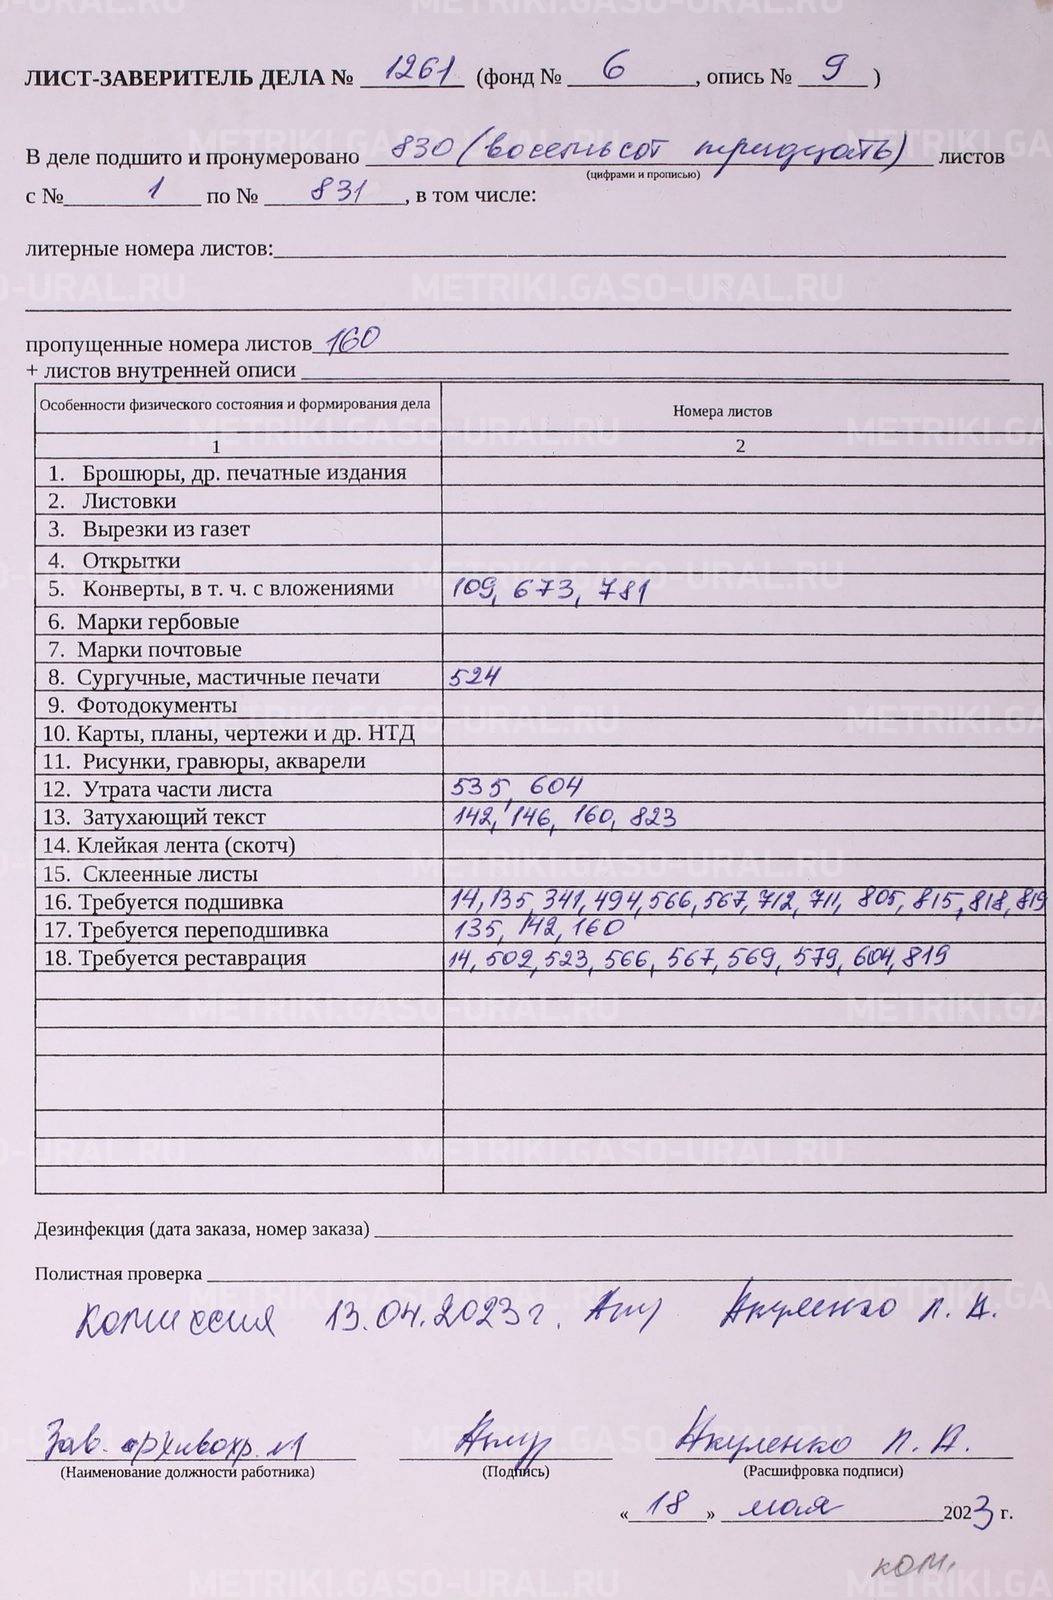 ЛИСТ-ЗАВЕРИТЕЛЬ ДЕЛА № 1261 (фонд № 6, опись № 9)
В деле подшито и пронумеровано 830 (восемьсот тридцать) листов
(цифрами и прописью)
с № 1 по № 831, в том числе:
литерные номера листов:
пропущенные номера листов 160
+ листов внутренней описи
Особенности физического состояния и формирования дела Номера листов
1 2
1. Брошюры, др. печатные издания
2. Листовки
3. Вырезки из газет
4. Открытки
5. Конверты, в т. ч. с вложениями 109, 673, 781
6. Марки гербовые
7. Марки почтовые
8. Сургучные, мастичные печати 524
9. Фотодокументы
10. Карты, планы, чертежи и др. НТД
11. Рисунки, гравюры, акварели
12. Утрата части листа 535, 604
13. Затухающий текст 142, 146, 160, 823
14. Клейкая лента (скотч)
15. Склеенные листы
16. Требуется подшивка 14, 135, 341, 494, 566, 567, 712, 711, 805, 815, 818, 819
17. Требуется переподшивка 135, 142, 160
18. Требуется реставрация 14, 502, 523, 566, 567, 569, 579, 604, 819
Дезинфекция (дата заказа, номер заказа)
Полистная проверка
комиссия 13.04.2023 г. Акуленко Л. А.
Зав. архивохр. №1 Акуленко Л. А.
(Наименование должности работника) (Подпись) (Расшифровка подписи)
«18» мая 2023 г.
ком.
METRIKI.GASO-URAL.RU